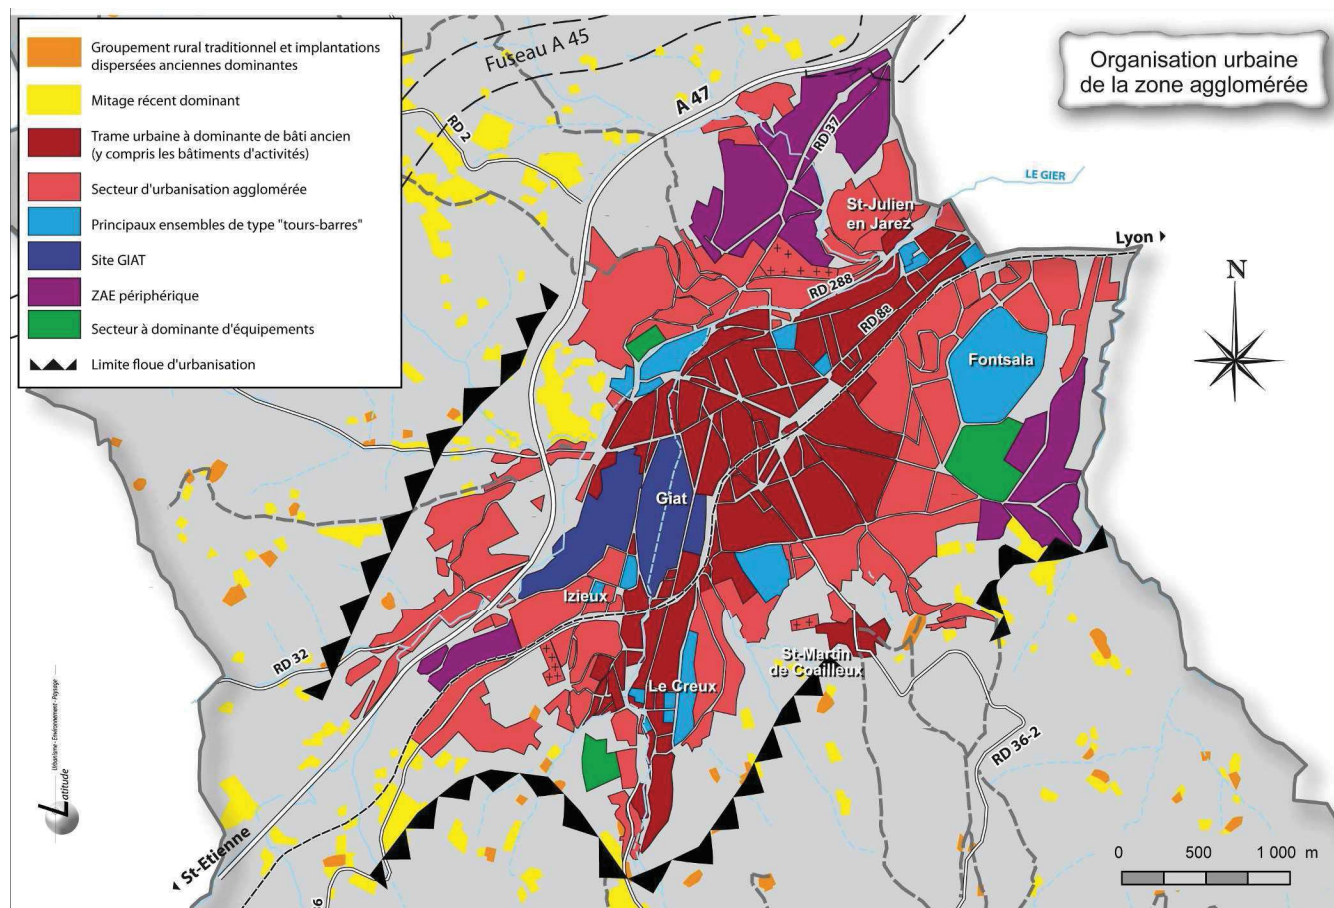 Groupement rural traditionnel et implantations
dispersées anciennes dominantes
Mitage récent dominant
Trame urbaine à dominante de bâti ancien
(y compris les bâtiments d'activités)
Secteur d'urbanisation agglomérée
Principaux ensembles de type "tours-barres"
Site GIAT
ZAE périphérique
Secteur à dominante d'équipements
Limite floue d'urbanisation
Organisation urbaine
de la zone agglomérée
Fuseau A 45
A 47
RD 2
RD 37
LE GIER
St-Julien
en Jarez
Lyon
N
RD 288
RD 88
Fontsala
Giat
Izieux
RD 32
St-Martin
de Coailleux
Le Creux
RD 36-2
St-Etienne
Latitude
Urbanisme - Environnement - Paysage
0 500 1 000 m